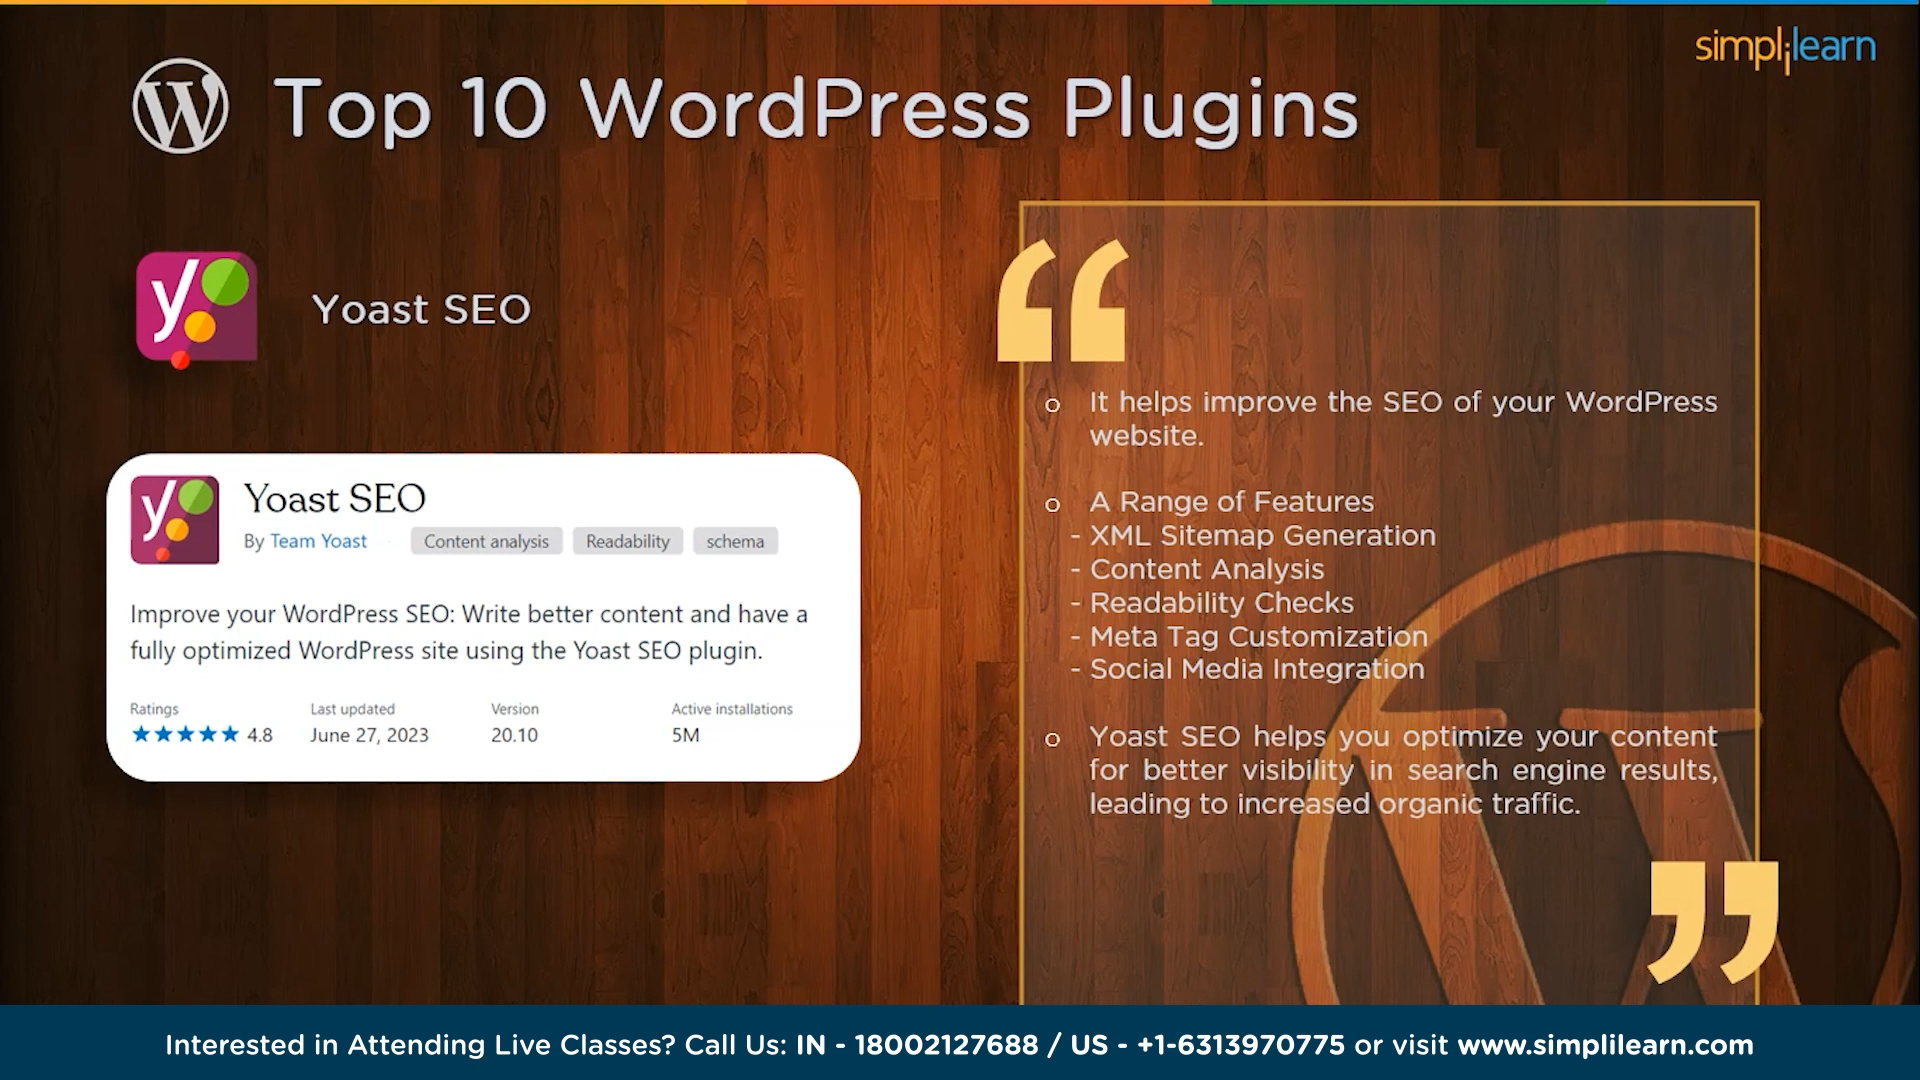 simplilearn
Top 10 WordPress Plugins
Yoast SEO
Yoast SEO
By Team Yoast
Content analysis
Readability
schema
Improve your WordPress SEO: Write better content and have a
fully optimized WordPress site using the Yoast SEO plugin.
Ratings
Last updated
Version
Active installations
★★★★★ 4.8
June 27, 2023
20.10
5M
“
o It helps improve the SEO of your WordPress
website.
o A Range of Features
- XML Sitemap Generation
- Content Analysis
- Readability Checks
- Meta Tag Customization
- Social Media Integration
o Yoast SEO helps you optimize your content
for better visibility in search engine results,
leading to increased organic traffic.
”
Interested in Attending Live Classes? Call Us: IN - 18002127688 / US - +1-6313970775 or visit www.simplilearn.com